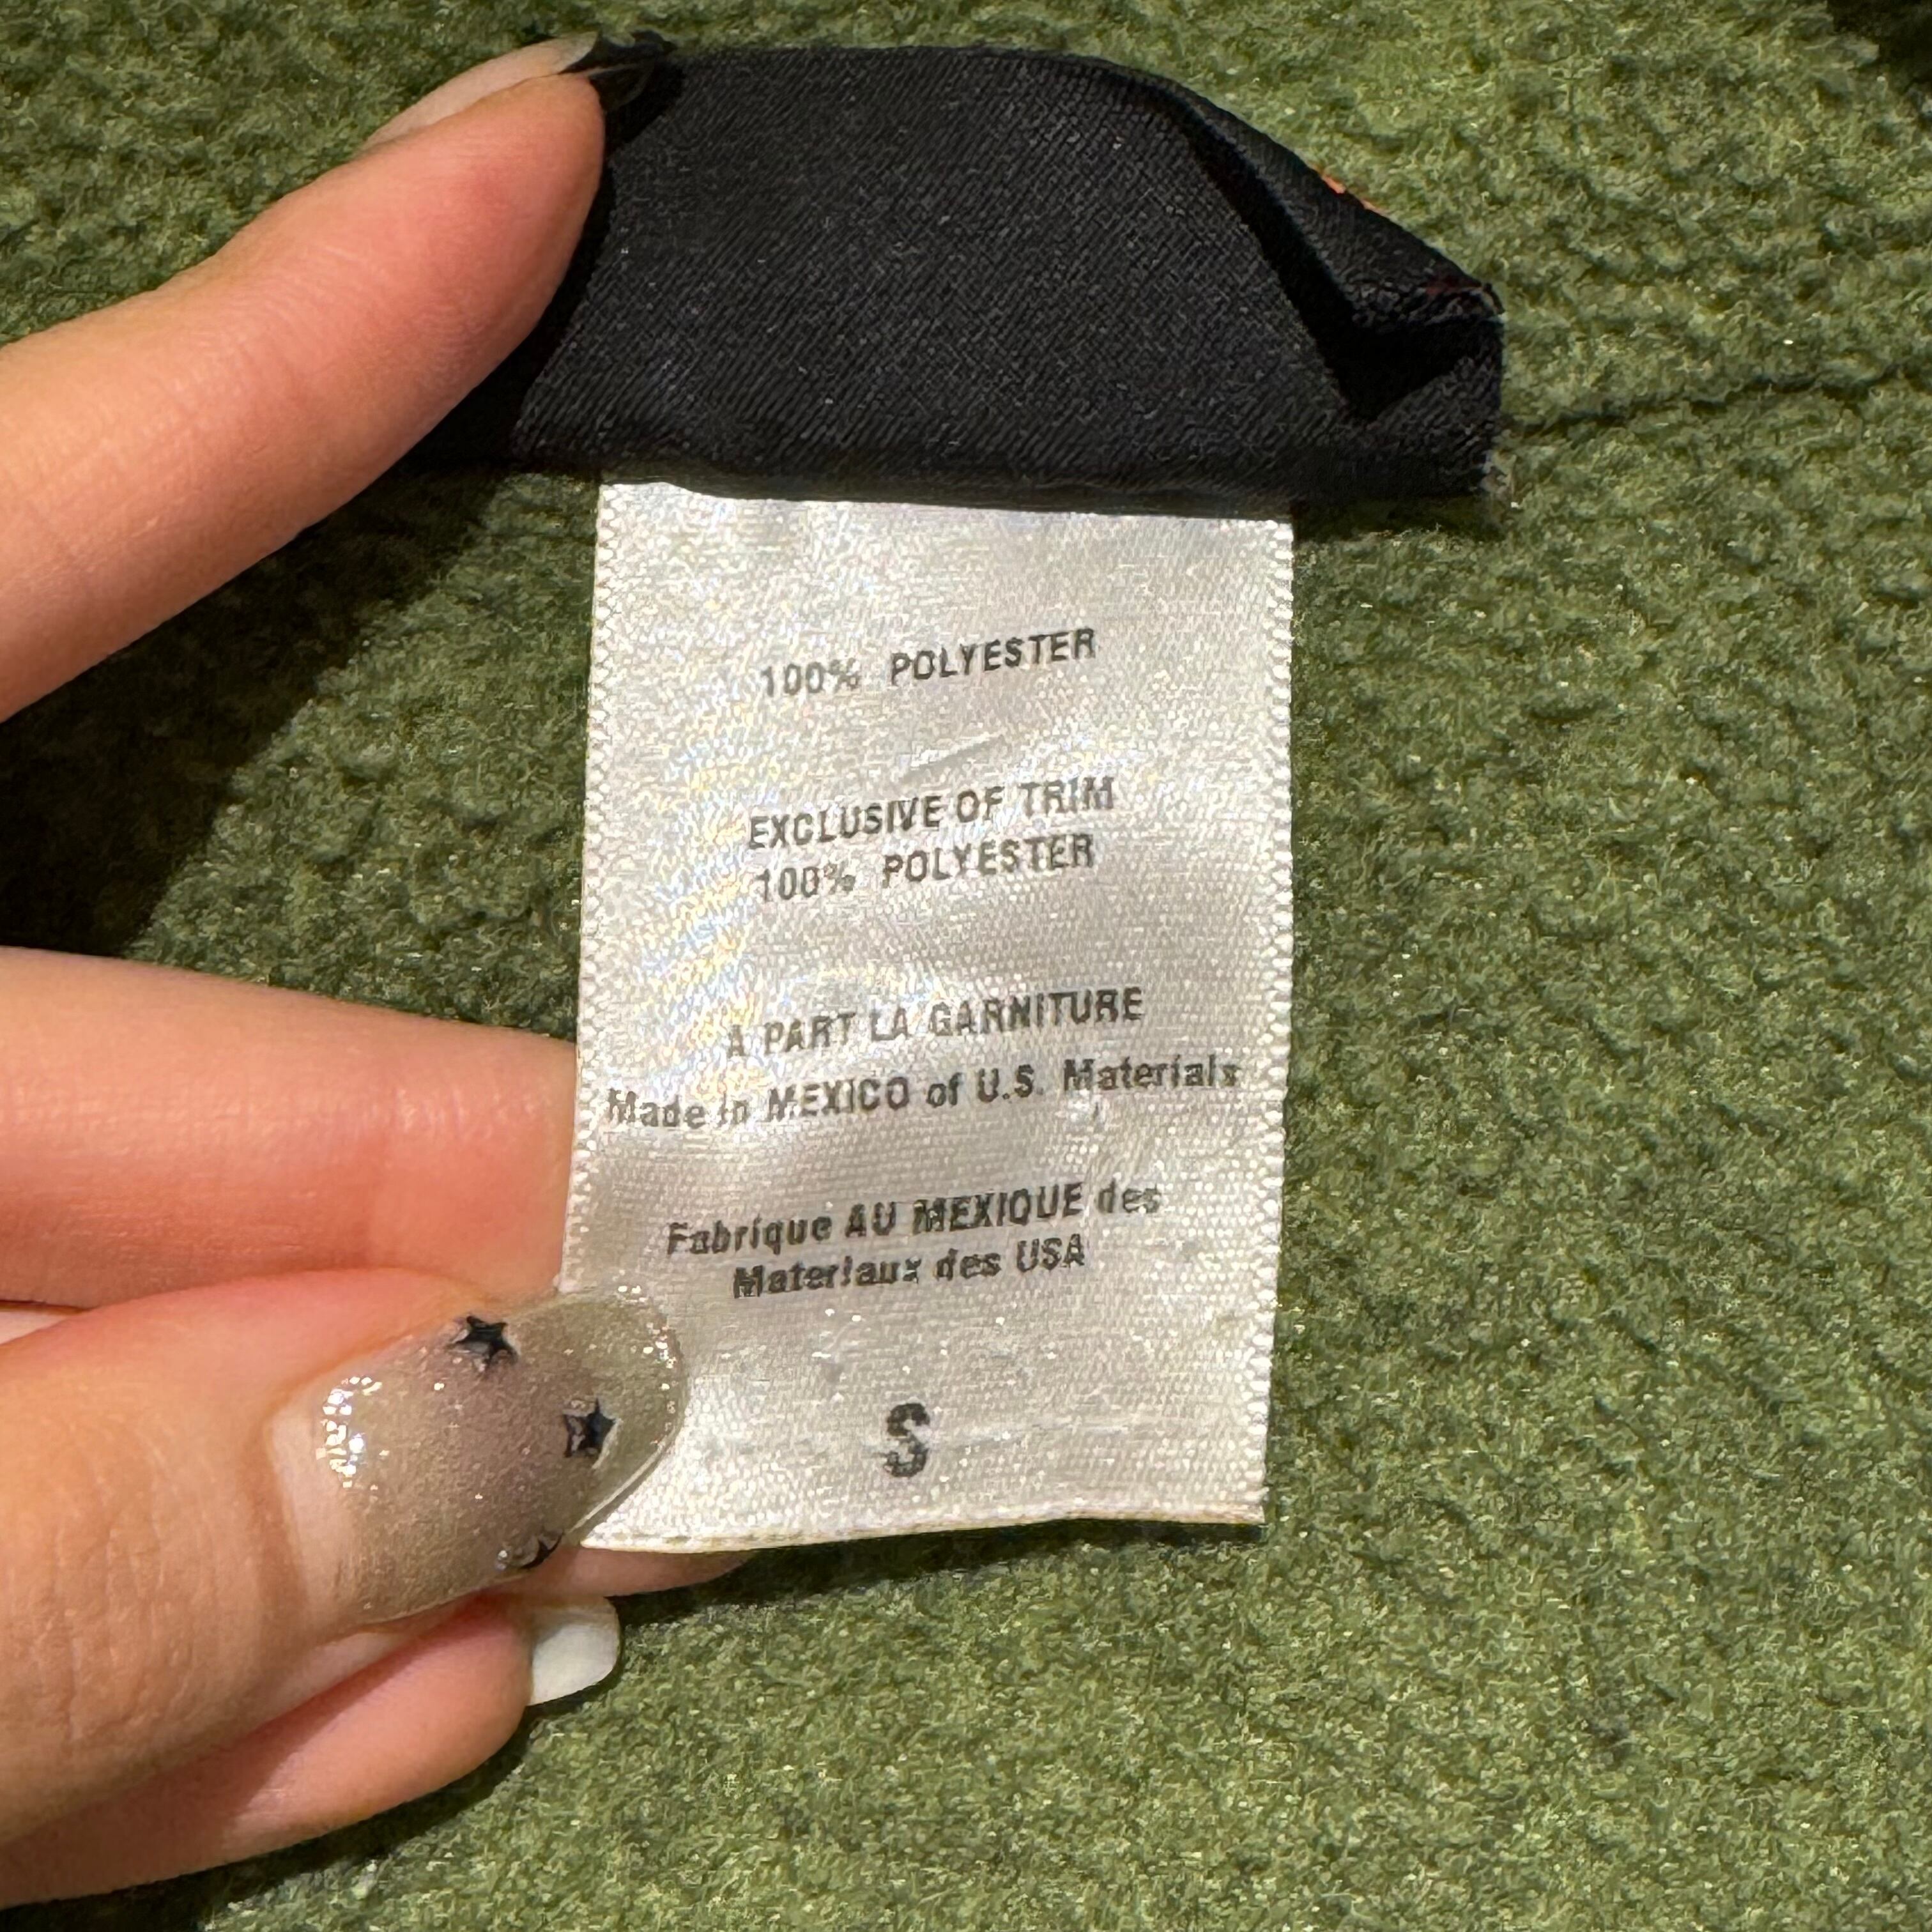 100% POLYESTER
EXCLUSIVE OF TRIM
100% POLYESTER
A PART LA GARNITURE
Made in MEXICO of U.S. Materials
Fabrique AU MEXIQUE des
Materiaux des USA
S